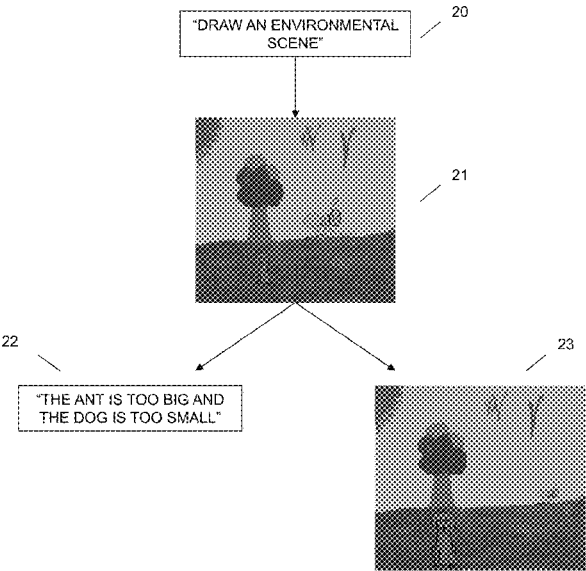 "DRAW AN ENVIRONMENTAL
SCENE"
20
21
22
23
"THE ANT IS TOO BIG AND
THE DOG IS TOO SMALL"